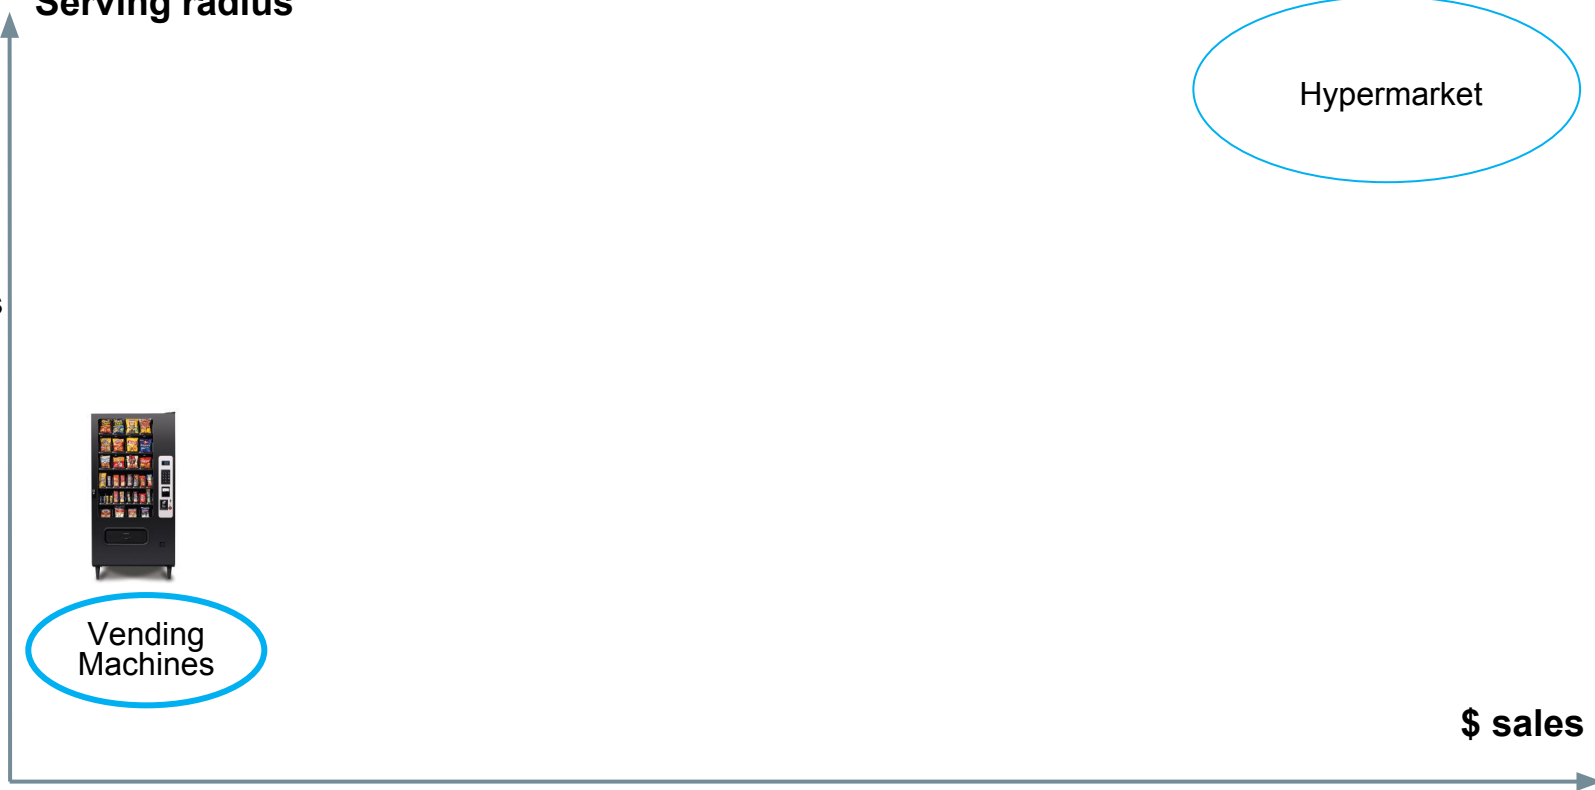 Serving radius
Hypermarket
s
Vending
Machines
$ sales